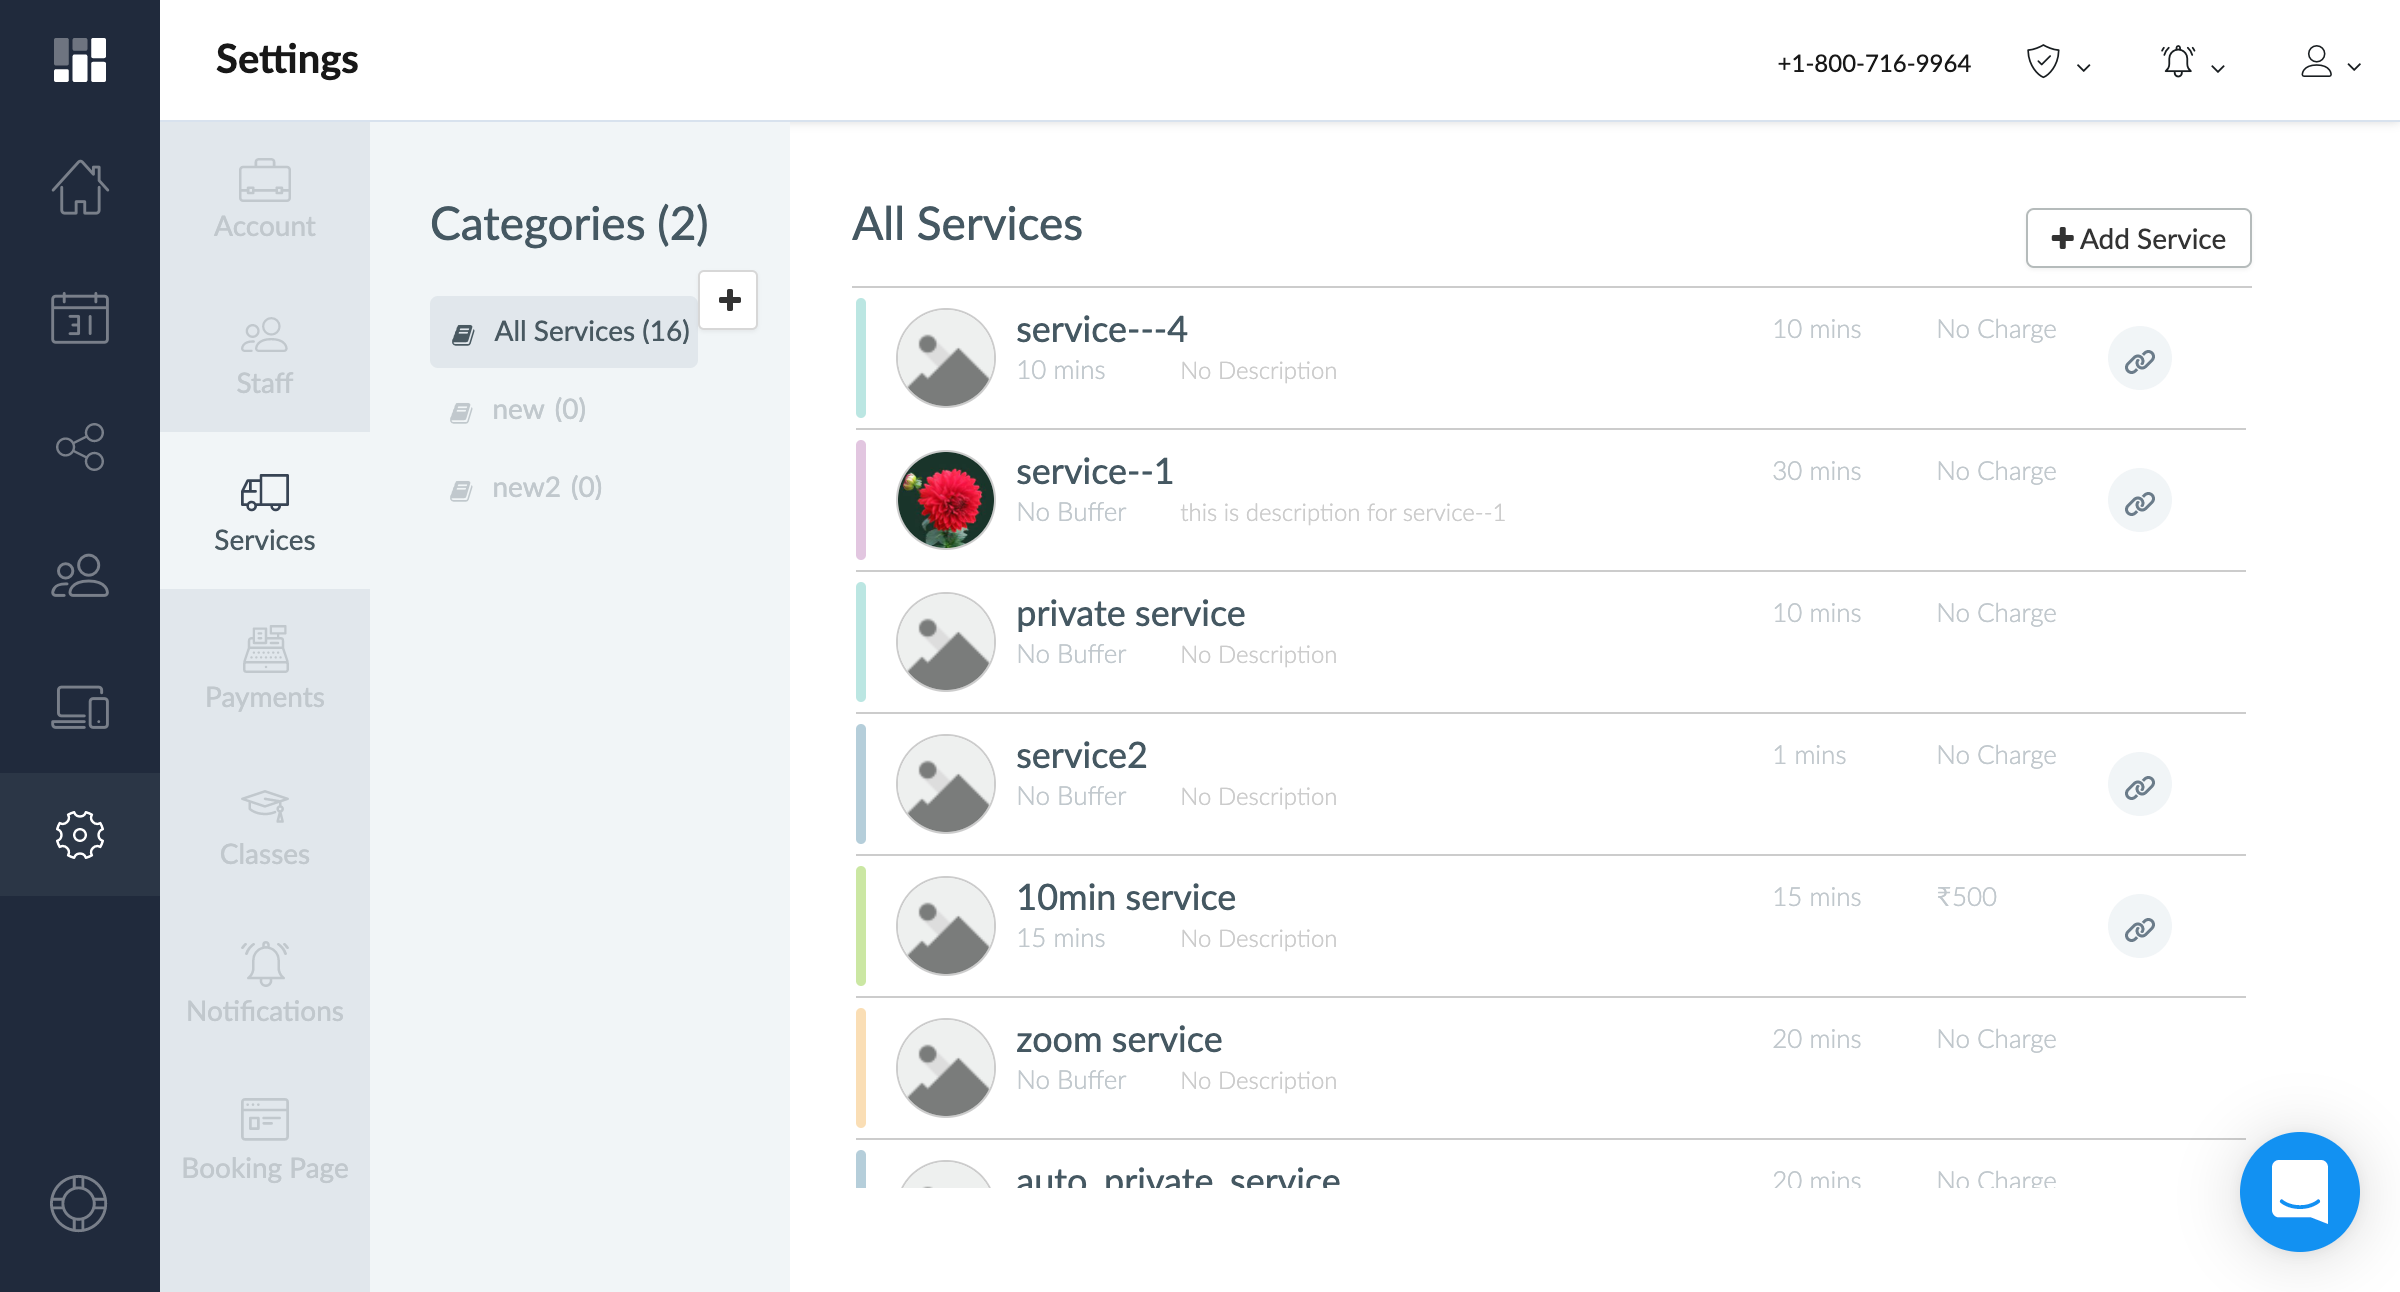 Settings
+1-800-716-9964
31
Account
Staff
Services
Payments
Classes
Notifications
Booking Page
Categories (2)
All Services (16)
new (0)
new2 (0)
All Services
Add Service
service---4
10 mins No Description
10 mins No Charge
service--1
No Buffer this is description for service--1
30 mins No Charge
private service
No Buffer No Description
10 mins No Charge
service2
No Buffer No Description
1 mins No Charge
10min service
15 mins No Description
15 mins ₹500
zoom service
No Buffer No Description
20 mins No Charge
auto_private_service
20 mins No Charge